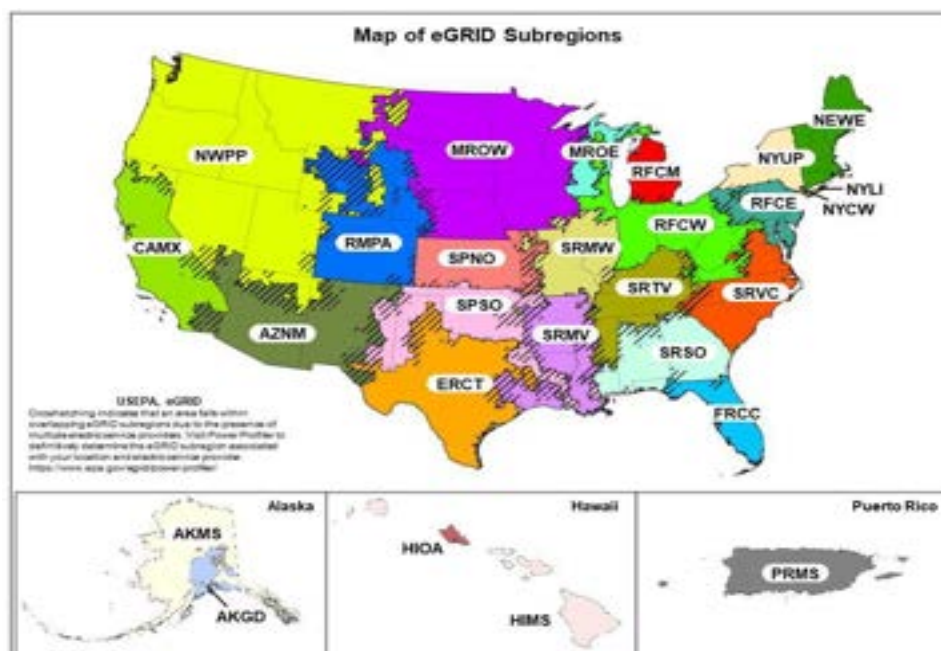 Map of eGRID Subregions
NEWE
NWPP
MROW
MROE
NYUP
RFCM
NYLI
RFCE
NYCW
RFCW
CAMX
RMPA
SPNO
SRMW
SRTV
SRVC
SPSO
AZNM
SRMV
SRSO
ERCT
FRCC
USEPA, eGRID
Crosshatching indicates that an area falls within
overlapping eGRID subregions due to the presence of
multiple electric service providers. Visit Power Profiler to
definitively determine the eGRID subregion associated
with your location and electric service provider.
Alaska
AKMS
AKGD
Hawaii
HIOA
HIMS
Puerto Rico
PRMS